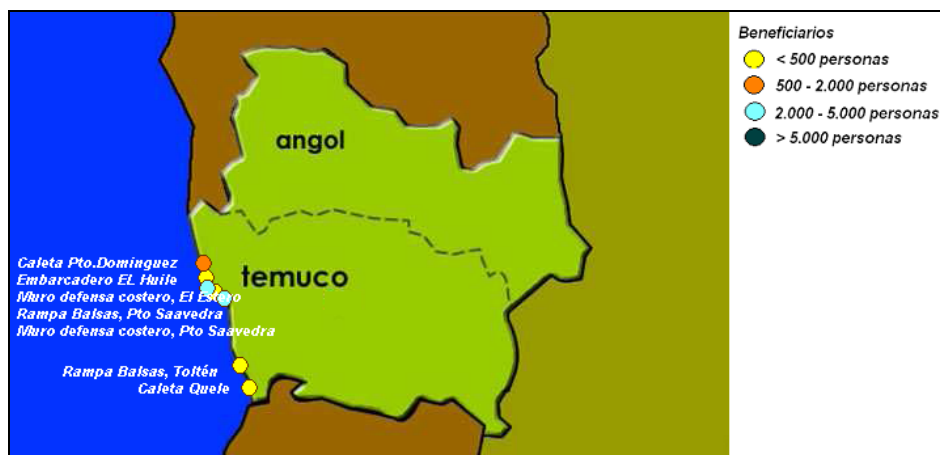 Beneficiarios
< 500 personas
500 - 2.000 personas
2.000 - 5.000 personas
> 5.000 personas
angol
temuco
Caleta Pto.Dominguez
Embarcadero EL Huile
Muro defensa costero, El Estero
Rampa Balsas, Pto Saavedra
Muro defensa costero, Pto Saavedra
Rampa Balsas, Toltén
Caleta Quele